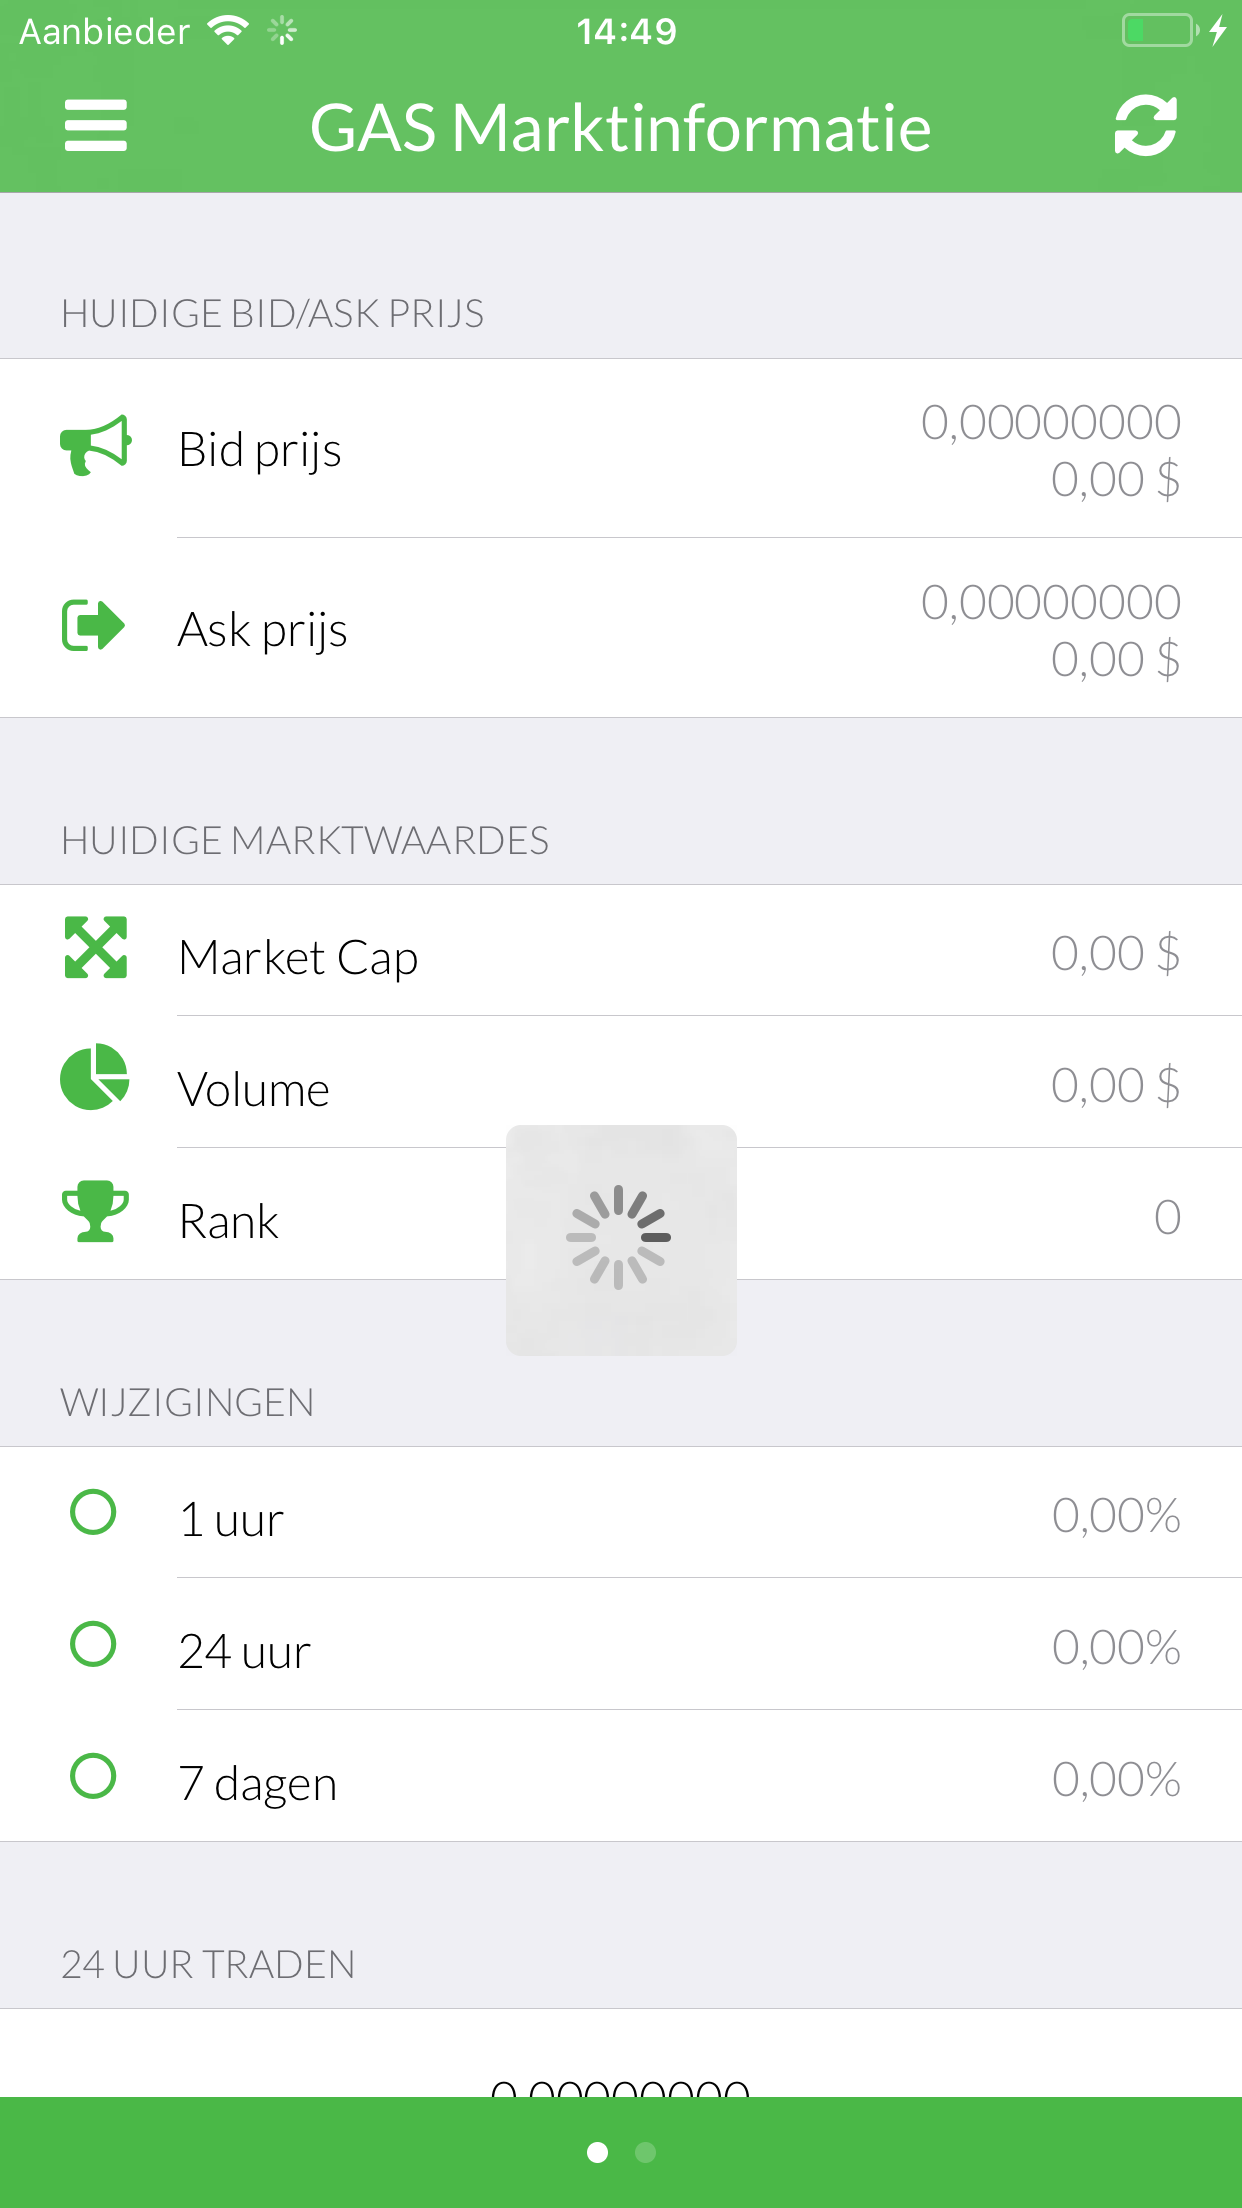 Aanbieder 14:49
GAS Marktinformatie
HUIDIGE BID/ASK PRIJS
Bid prijs
0,00000000
0,00 $
Ask prijs
0,00000000
0,00 $
HUIDIGE MARKTWAARDES
Market Cap 0,00 $
Volume 0,00 $
Rank 0
WIJZIGINGEN
1 uur 0,00%
24 uur 0,00%
7 dagen 0,00%
24 UUR TRADEN
0,00000000